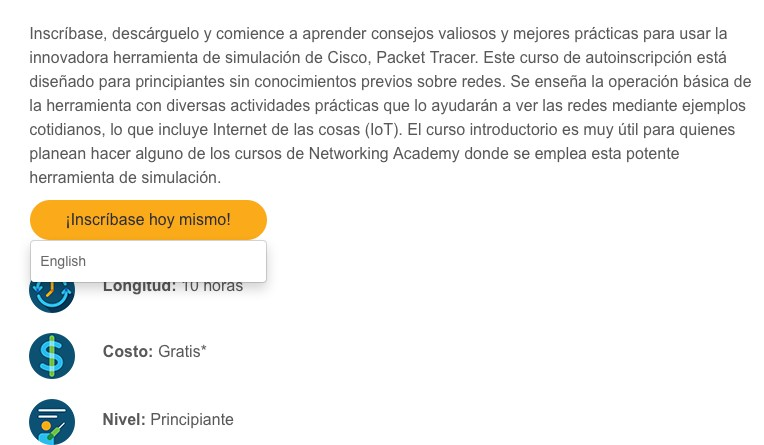 Inscríbase, descárguelo y comience a aprender consejos valiosos y mejores prácticas para usar la
innovadora herramienta de simulación de Cisco, Packet Tracer. Este curso de autoinscripción está
diseñado para principiantes sin conocimientos previos sobre redes. Se enseña la operación básica de
la herramienta con diversas actividades prácticas que lo ayudarán a ver las redes mediante ejemplos
cotidianos, lo que incluye Internet de las cosas (IoT). El curso introductorio es muy útil para quienes
planean hacer alguno de los cursos de Networking Academy donde se emplea esta potente
herramienta de simulación.
¡Inscríbase hoy mismo!
English
Longitud: 10 horas
Costo: Gratis*
Nivel: Principiante